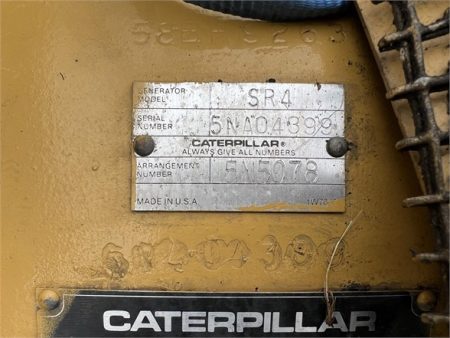 GENERATOR
MODEL SR4
SERIAL
NUMBER 5NA04399
CATERPILLAR®
ALWAYS GIVE ALL NUMBERS
ARRANGEMENT
NUMBER 5N5078
MADE IN U.S.A.
CATERPILLAR